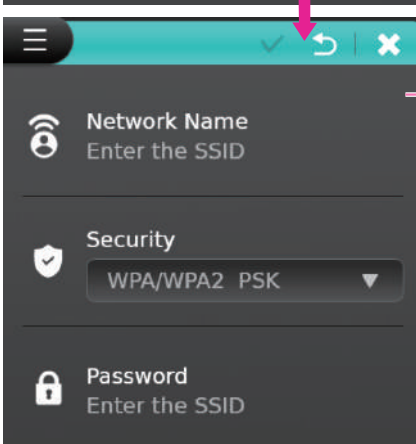 Network Name
Enter the SSID
Security
WPA/WPA2 PSK
Password
Enter the SSID